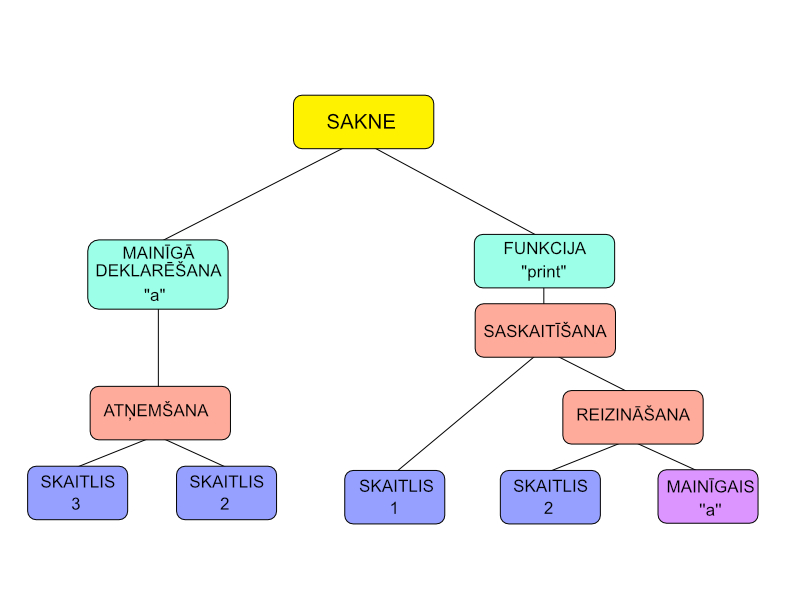 SAKNE
MAINĪGĀ
DEKLARĒŠANA
"a"
FUNKCIJA
"print"
SASKAITĪŠANA
ATŅEMŠANA
REIZINĀŠANA
SKAITLIS
3
SKAITLIS
2
SKAITLIS
1
SKAITLIS
2
MAINĪGAIS
"a"